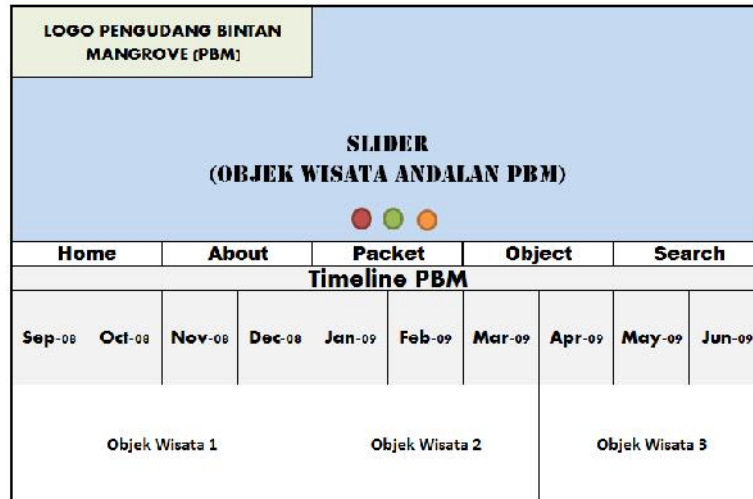 LOGO PENGUDANG BINTAN
MANGROVE (PBM)
SLIDER
(OBJEK WISATA ANDALAN PBM)
Home About Packet Object Search
Timeline PBM
Sep-08 Oct-08 Nov-08 Dec-08 Jan-09 Feb-09 Mar-09 Apr-09 May-09 Jun-09
Objek Wisata 1 Objek Wisata 2 Objek Wisata 3